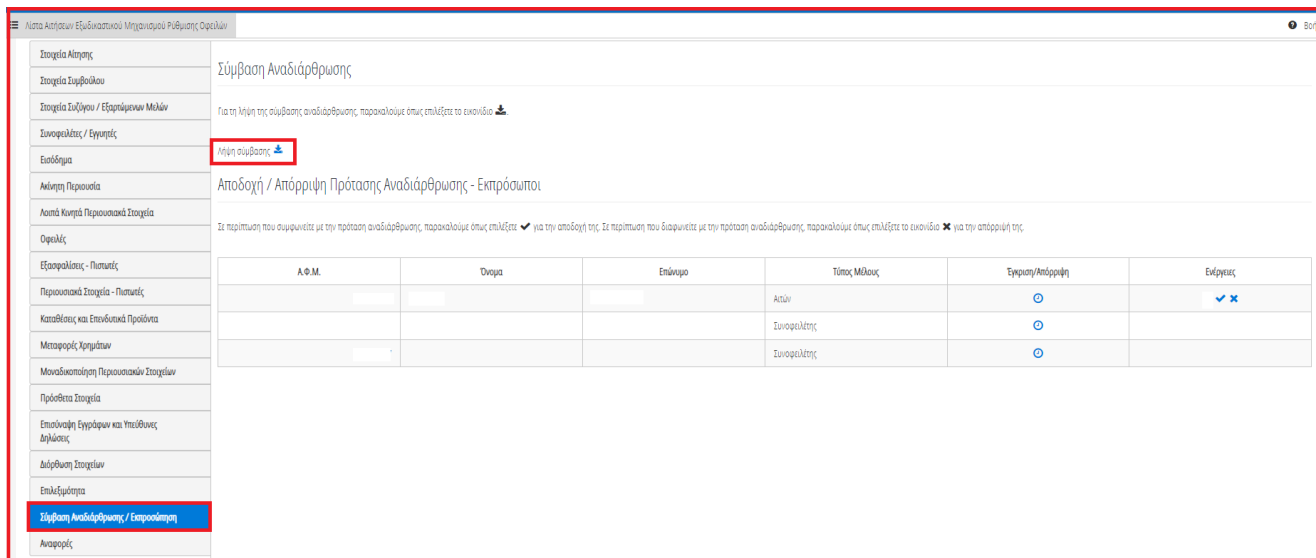 Λίστα Αιτήσεων Εξωδικαστικού Μηχανισμού Ρύθμισης Οφειλών
Στοιχεία Αίτησης
Στοιχεία Συμβούλου
Στοιχεία Συζύγου / Εξαρτώμενων Μελών
Συνοφειλέτες / Εγγυητές
Εισόδημα
Ακίνητη Περιουσία
Λοιπά Κινητά Περιουσιακά Στοιχεία
Οφειλές
Εξασφαλίσεις - Πιστωτές
Περιουσιακά Στοιχεία - Πιστωτές
Καταθέσεις και Επενδυτικά Προϊόντα
Μεταφορές Χρημάτων
Μοναδικοποίηση Περιουσιακών Στοιχείων
Πρόσθετα Στοιχεία
Επισύναψη Εγγράφων και Υπεύθυνες
Δηλώσεις
Διόρθωση Στοιχείων
Επιλεξιμότητα
Σύμβαση Αναδιάρθρωσης / Εκπροσώπηση
Αναφορές
Σύμβαση Αναδιάρθρωσης
Για τη λήψη της σύμβασης αναδιάρθρωσης, παρακαλούμε όπως επιλέξετε το εικονίδιο .
Λήψη σύμβασης
Αποδοχή / Απόρριψη Πρότασης Αναδιάρθρωσης - Εκπρόσωποι
Σε περίπτωση που συμφωνείτε με την πρόταση αναδιάρθρωσης, παρακαλούμε όπως επιλέξετε ✔ για την αποδοχή της. Σε περίπτωση που διαφωνείτε με την πρόταση αναδιάρθρωσης, παρακαλούμε όπως επιλέξετε το εικονίδιο ✖ για την απόρριψή της.
Α.Φ.Μ. Όνομα Επώνυμο Τύπος Μέλους Έγκριση/Απόρριψη Ενέργειες
Αιτών ✔ ✖
Συνοφειλέτης
Συνοφειλέτης